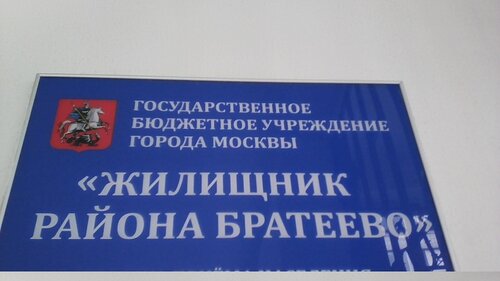 ГОСУДАРСТВЕННОЕ
БЮДЖЕТНОЕ УЧРЕЖДЕНИЕ
ГОРОДА МОСКВЫ
«ЖИЛИЩНИК
РАЙОНА БРАТЕЕВО»